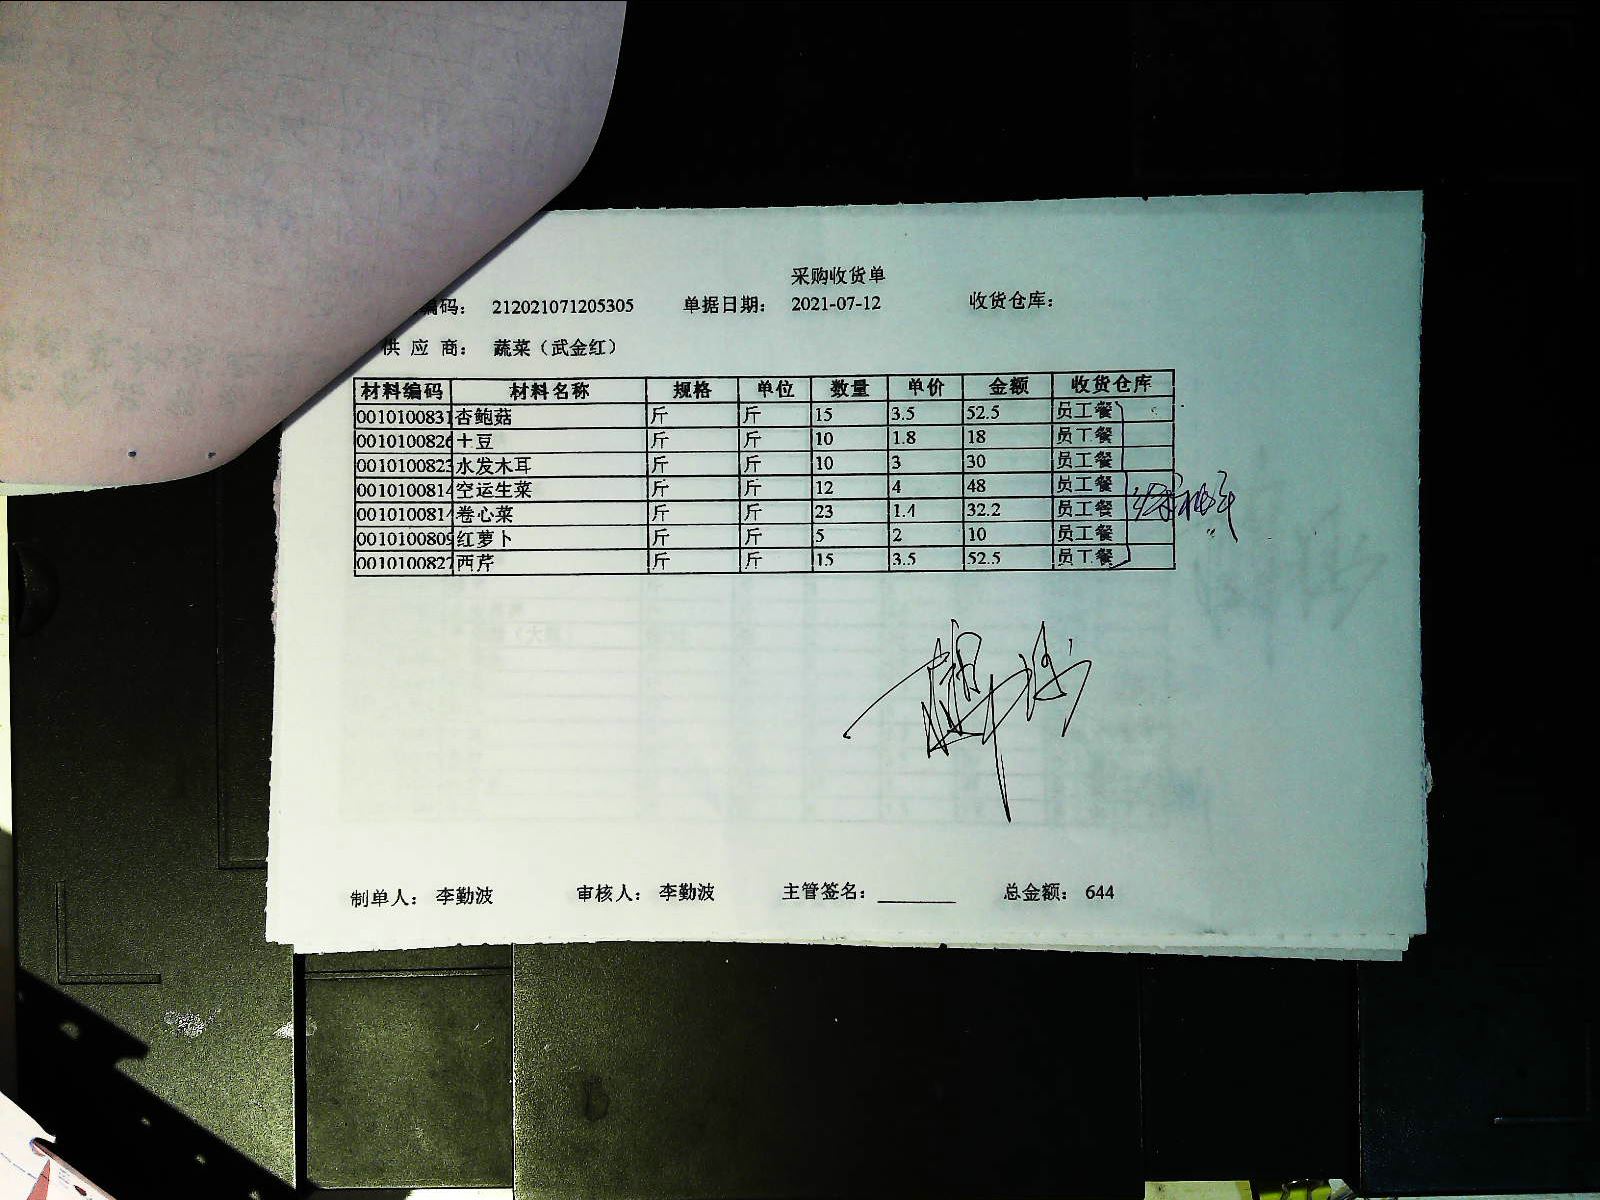 采购收货单
编码： 212021071205305 单据日期： 2021-07-12 收货仓库：
供 应 商： 蔬菜（武金红）
材料编码 材料名称 规格 单位 数量 单价 金额 收货仓库
0010100831 杏鲍菇 斤 斤 15 3.5 52.5 员工餐
0010100826 土豆 斤 斤 10 1.8 18 员工餐
0010100823 水发木耳 斤 斤 10 3 30 员工餐
001010081 空运生菜 斤 斤 12 4 48 员工餐
001010081 卷心菜 斤 斤 23 1.4 32.2 员工餐
0010100809 红萝卜 斤 斤 5 2 10 员工餐
0010100827 西芹 斤 斤 15 3.5 52.5 员工餐
制单人： 李勤波 审核人： 李勤波 主管签名： 总金额： 644